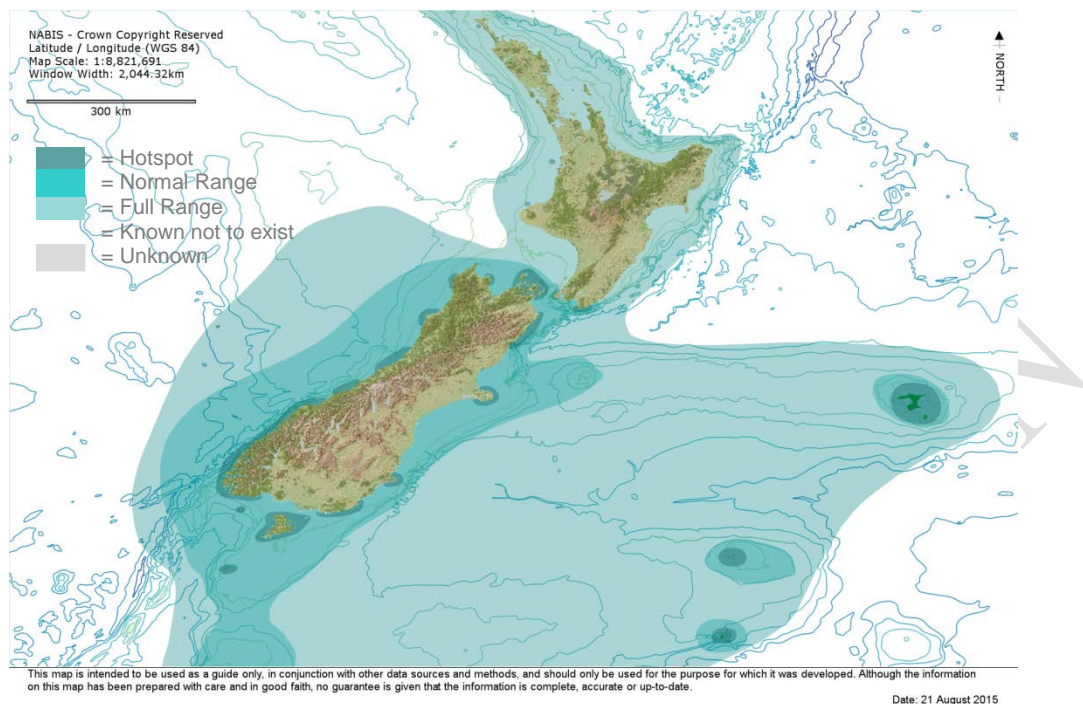 NABIS - Crown Copyright Reserved
Latitude / Longitude (WGS 84)
Map Scale: 1:8,821,691
Window Width: 2,044.32km
300 km
NORTH
= Hotspot
= Normal Range
= Full Range
= Known not to exist
= Unknown
This map is intended to be used as a guide only, in conjunction with other data sources and methods, and should only be used for the purpose for which it was developed. Although the information
on this map has been prepared with care and in good faith, no guarantee is given that the information is complete, accurate or up-to-date.
Date: 21 August 2015